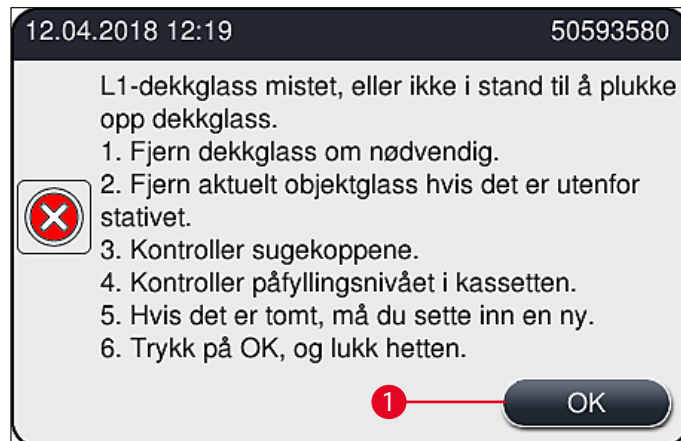 12.04.2018 12:19 50593580
L1-dekkglass mistet, eller ikke i stand til å plukke
opp dekkglass.
1. Fjern dekkglass om nødvendig.
2. Fjern aktuelt objektglass hvis det er utenfor
stativet.
3. Kontroller sugekoppene.
4. Kontroller påfyllingsnivået i kassetten.
5. Hvis det er tomt, må du sette inn en ny.
6. Trykk på OK, og lukk hetten.
1 OK